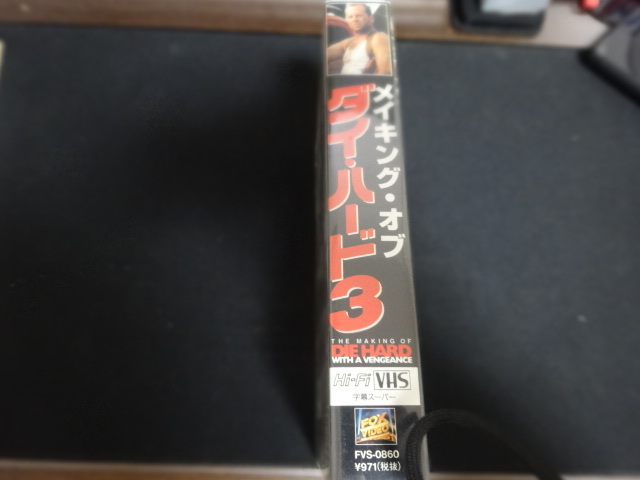 メイキング・オブ
ダイ・ハード3
THE MAKING OF
DIE HARD
WITH A VENGEANCE
Hi-Fi VHS
字幕スーパー
FOX
VIDEO
FVS-0860
¥971(税抜)